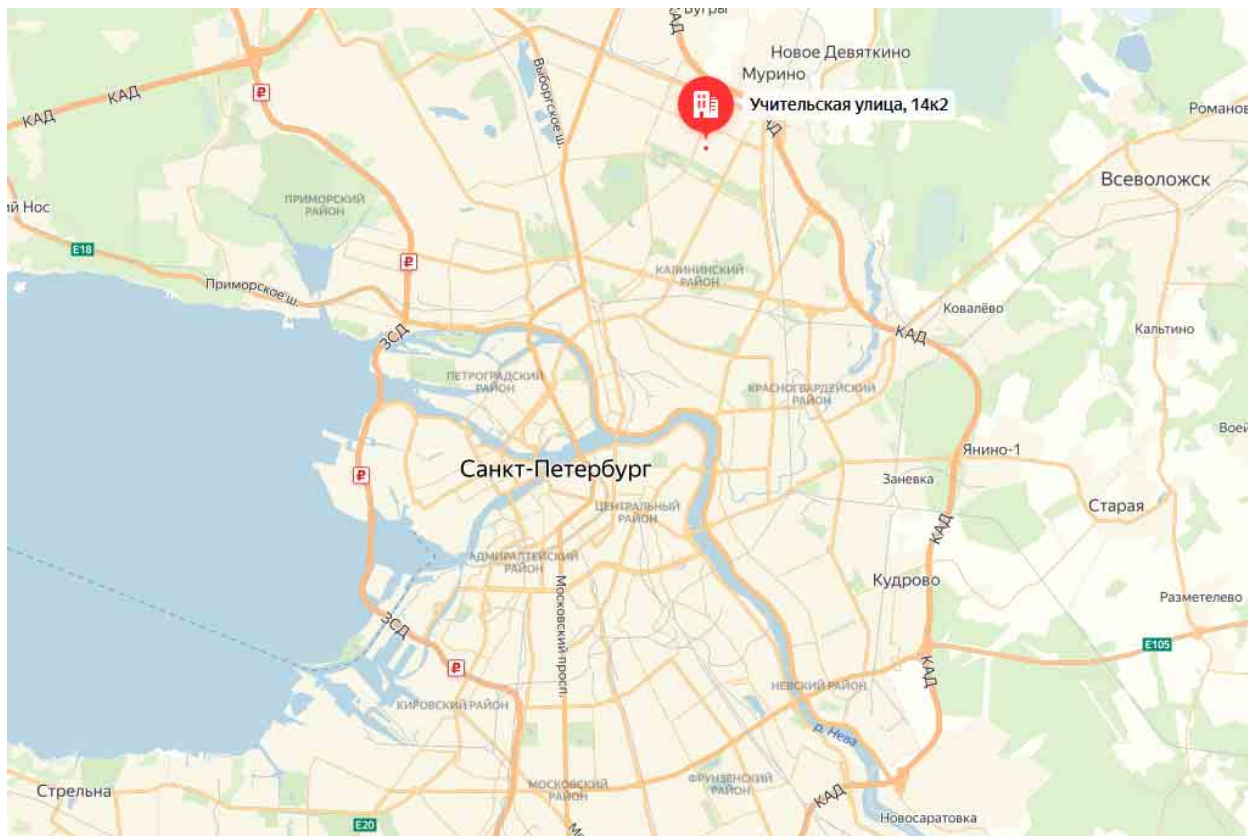 Бугры
КАД
Новое Девяткино
Мурино
Выборгское ш.
КАД
КАД
₽
Учительская улица, 14к2
КАД
Романов
Всеволожск
ПРИМОРСКИЙ
РАЙОН
ий Нос
E18
₽
Приморское ш.
КАЛИНИНСКИЙ
РАЙОН
Ковалёво
КАД
Кальтино
ЗСД
ПЕТРОГРАДСКИЙ
РАЙОН
КРАСНОГВАРДЕЙСКИЙ
РАЙОН
Воей
Янино-1
Санкт-Петербург
₽
Заневка
ЦЕНТРАЛЬНЫЙ
РАЙОН
Старая
КАД
АДМИРАЛТЕЙСКИЙ
РАЙОН
Кудрово
Московский просп.
Разметелево
ЗСД
E105
₽
КАД
НЕВСКИЙ РАЙОН
КИРОВСКИЙ РАЙОН
р. Нева
МОСКОВСКИЙ
РАЙОН
ФРУНЗЕНСКИЙ
РАЙОН
Стрельна
КАД
Новосаратовка
E20